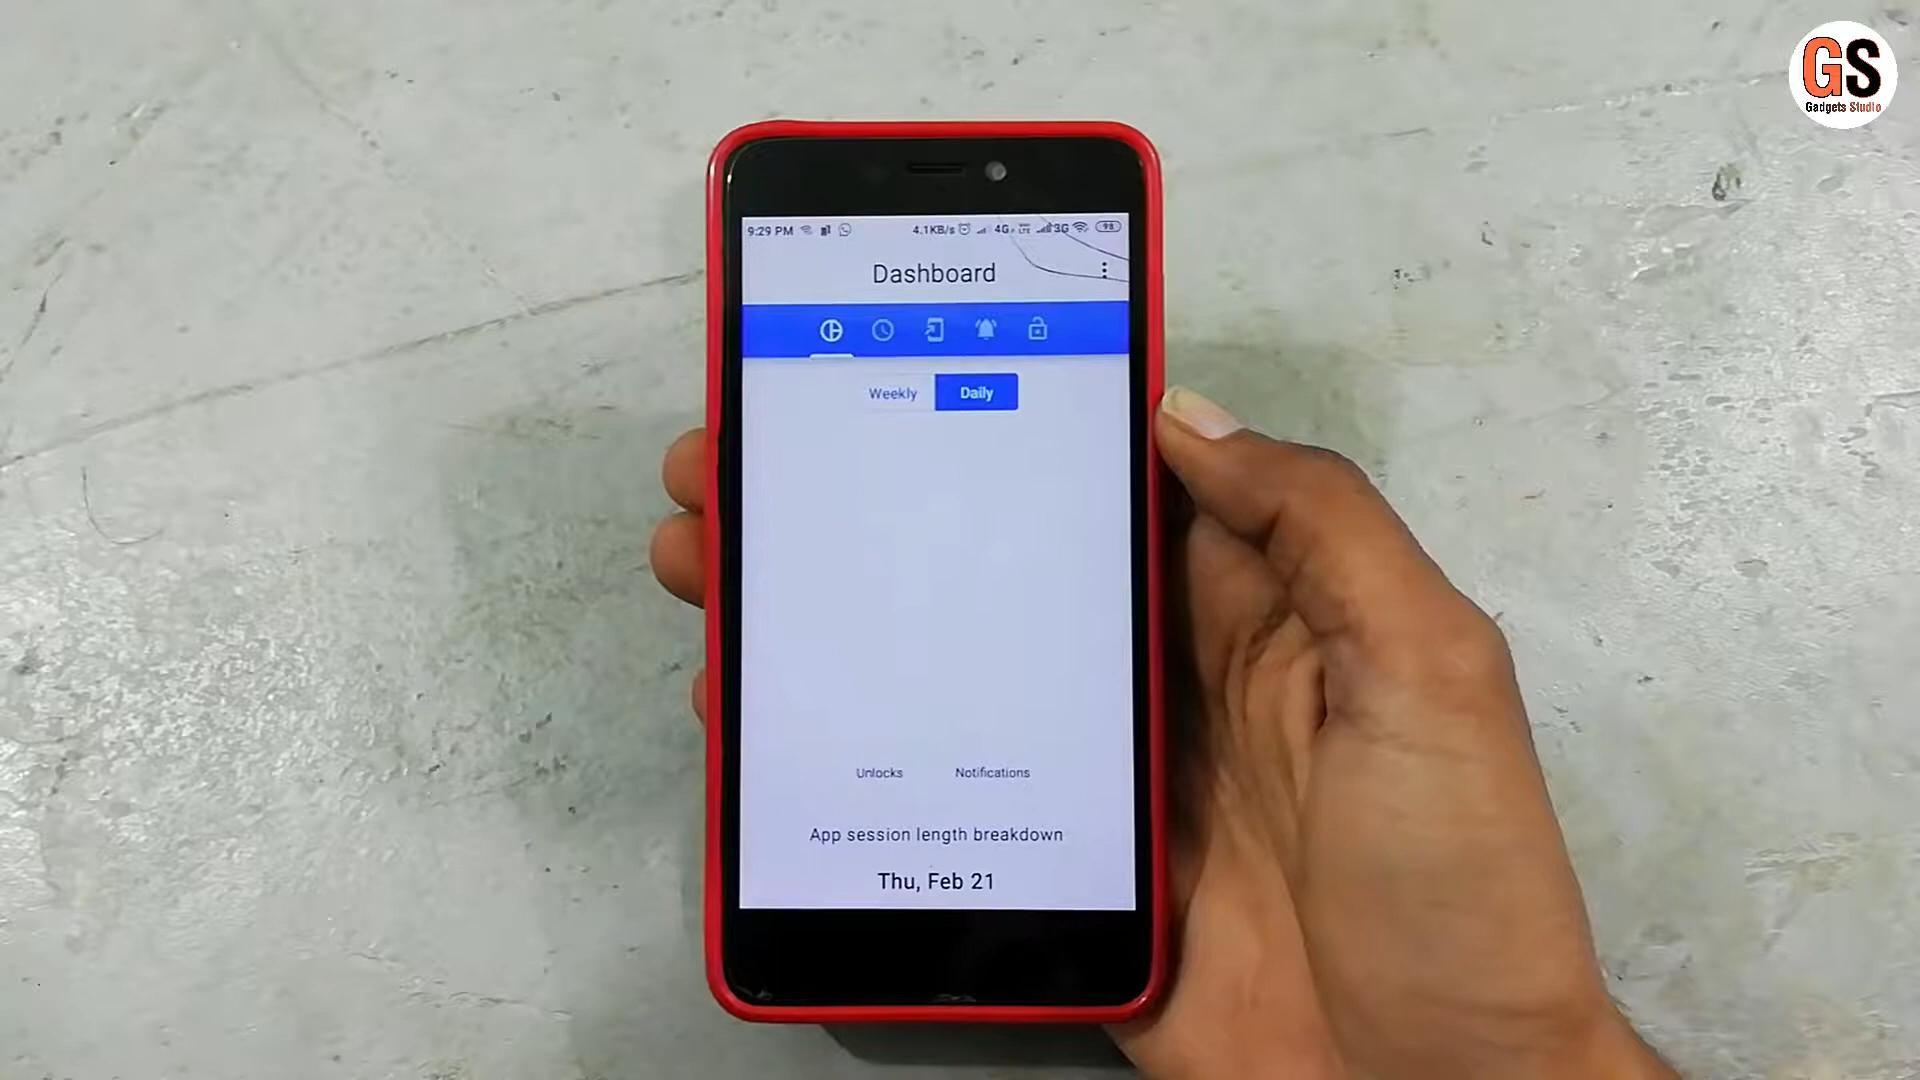 GS
Gadgets Studio
9:29 PM 4.1KB/s 4G 3G 98
Dashboard
Weekly Daily
Unlocks Notifications
App session length breakdown
Thu, Feb 21